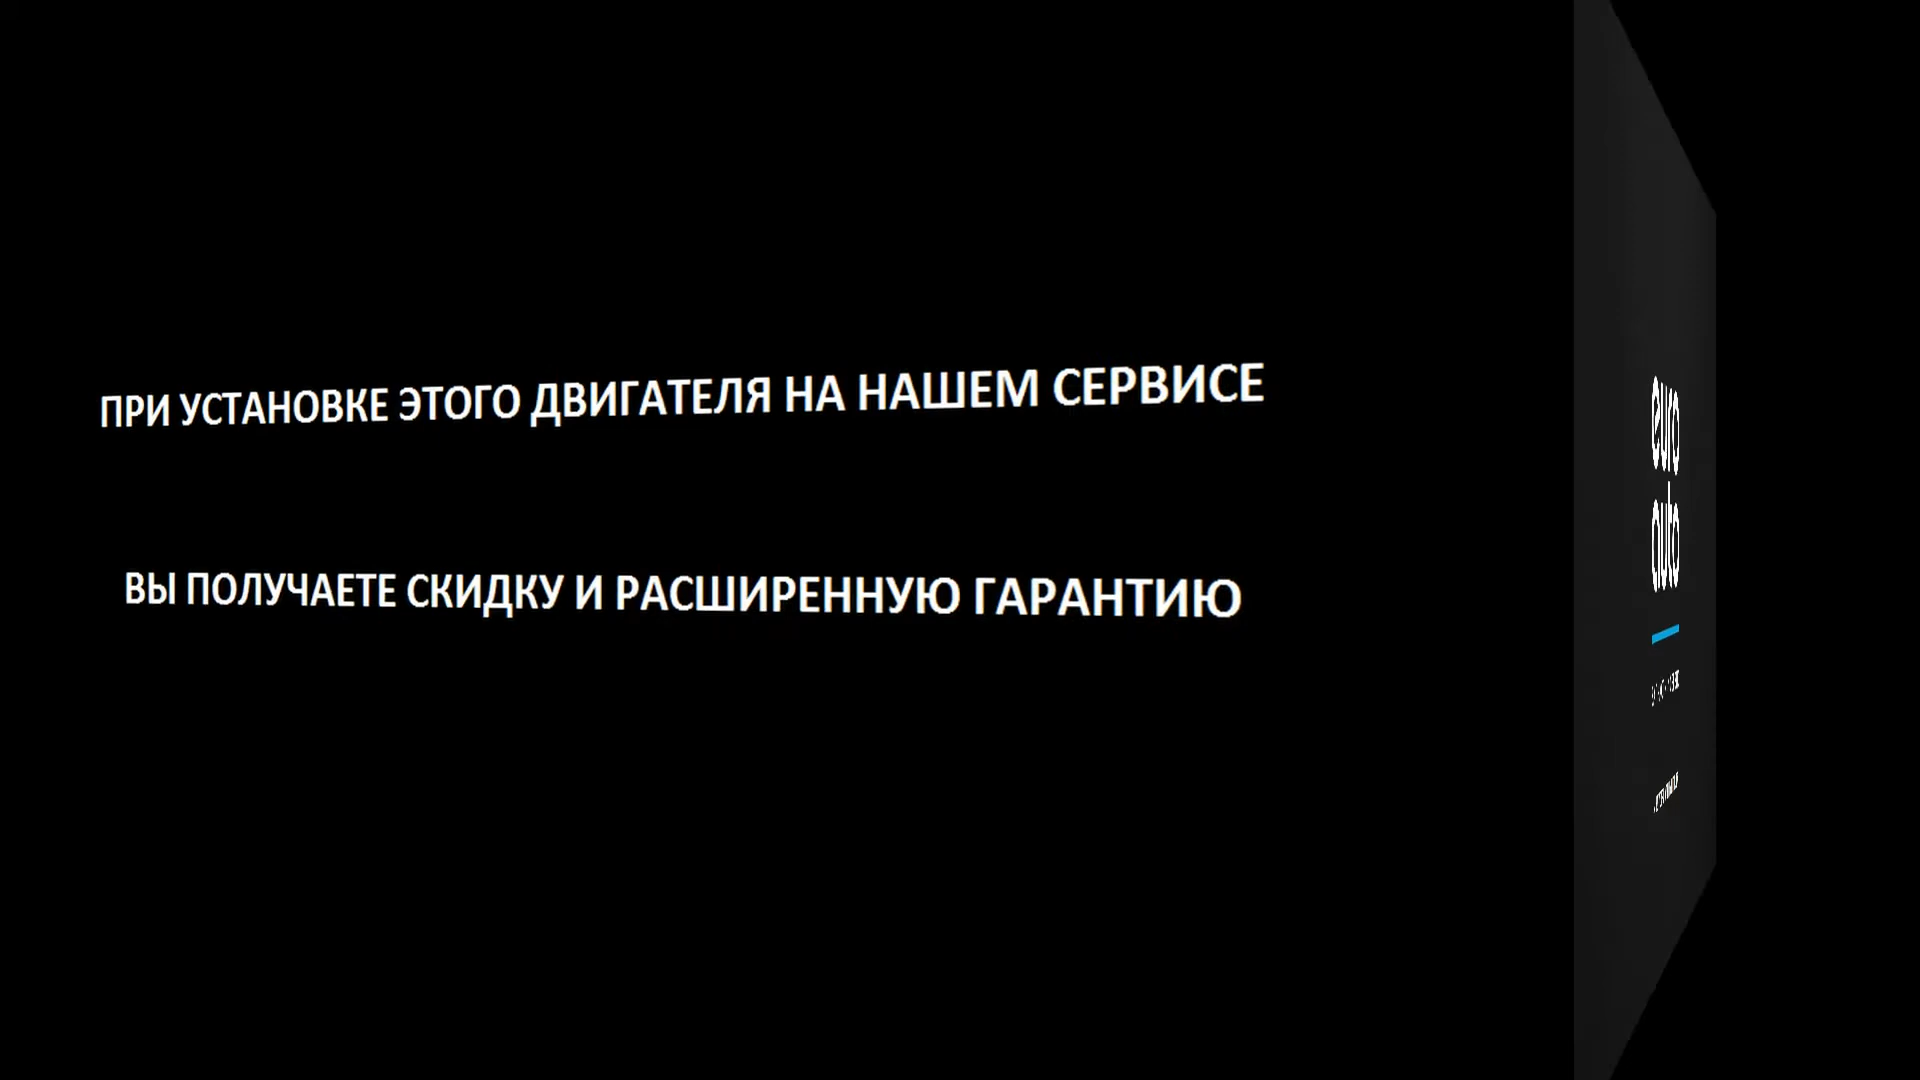 ПРИ УСТАНОВКЕ ЭТОГО ДВИГАТЕЛЯ НА НАШЕМ СЕРВИСЕ
ВЫ ПОЛУЧАЕТЕ СКИДКУ И РАСШИРЕННУЮ ГАРАНТИЮ
euro
auto